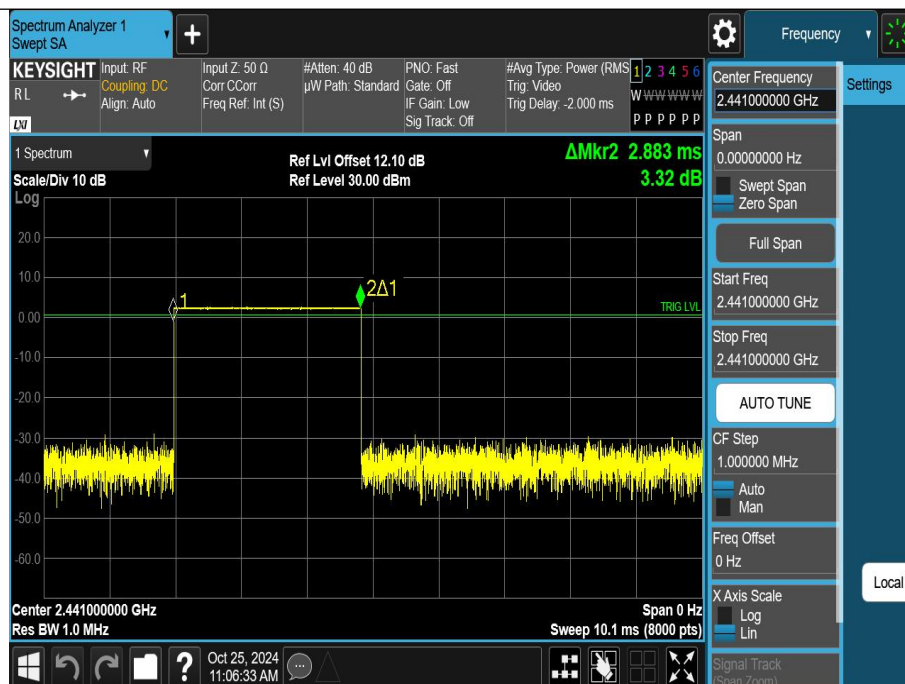 Spectrum Analyzer 1
Swept SA
+
Frequency
KEYSIGHT
R L
LXI
Input: RF
Coupling: DC
Align: Auto
Input Z: 50 Ω
Corr CCorr
Freq Ref: Int (S)
#Atten: 40 dB
µW Path: Standard
PNO: Fast
Gate: Off
IF Gain: Low
Sig Track: Off
#Avg Type: Power (RMS
Trig: Video
Trig Delay: -2.000 ms
1 2 3 4 5 6
W W W W W W
P P P P P P
1 Spectrum
Scale/Div 10 dB
Log
Ref Lvl Offset 12.10 dB
Ref Level 30.00 dBm
ΔMkr2 2.883 ms
3.32 dB
20.0
10.0
0.00
-10.0
-20.0
-30.0
-40.0
-50.0
-60.0
1
2Δ1
TRIG LVL
Center 2.441000000 GHz
Res BW 1.0 MHz
Span 0 Hz
Sweep 10.1 ms (8000 pts)
?
Oct 25, 2024
11:06:33 AM
Center Frequency
2.441000000 GHz
Settings
Span
0.00000000 Hz
Swept Span
Zero Span
Full Span
Start Freq
2.441000000 GHz
Stop Freq
2.441000000 GHz
AUTO TUNE
CF Step
1.000000 MHz
Auto
Man
Freq Offset
0 Hz
Local
X Axis Scale
Log
Lin
Signal Track
(Span Zoom)